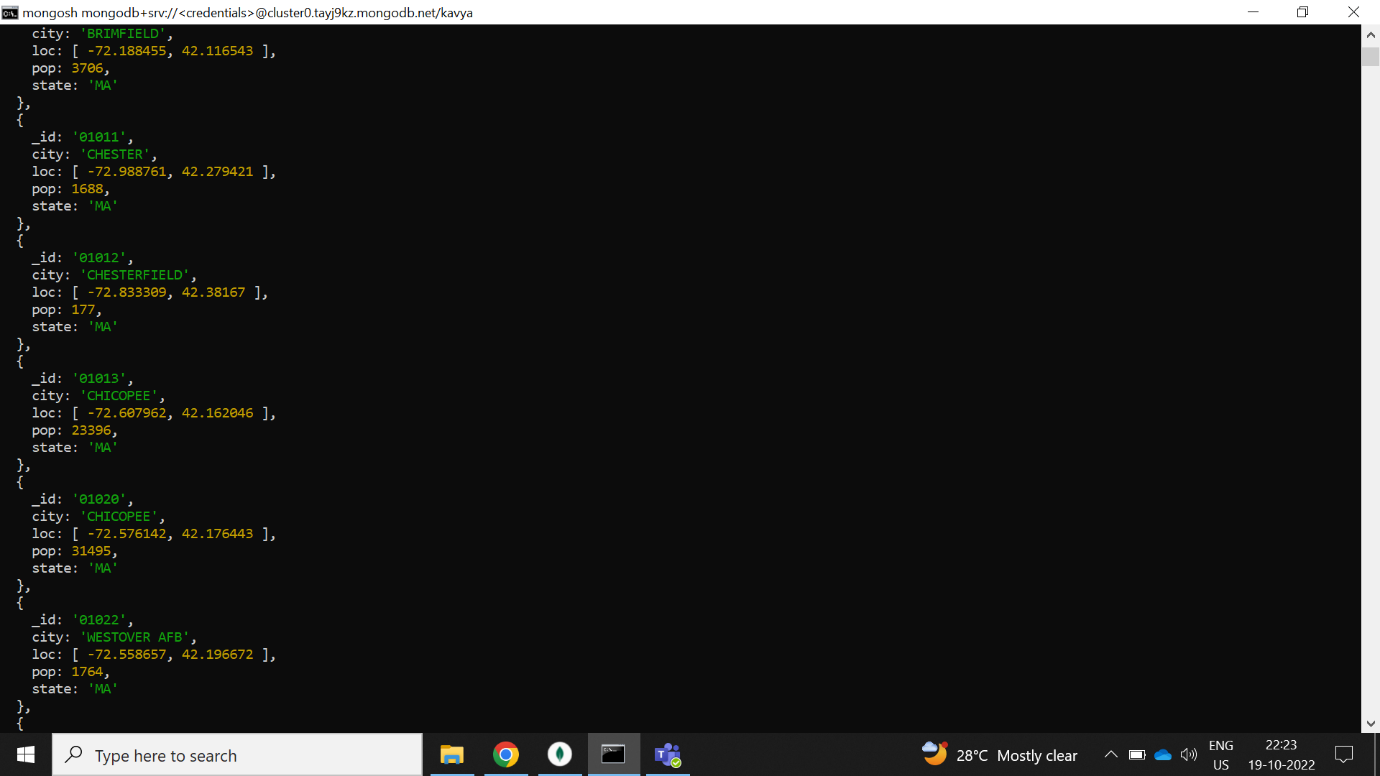 mongosh mongodb+srv://<credentials>@cluster0.tayj9kz.mongodb.net/kavya
city: 'BRIMFIELD',
loc: [ -72.188455, 42.116543 ],
pop: 3706,
state: 'MA'
},
{
_id: '01011',
city: 'CHESTER',
loc: [ -72.988761, 42.279421 ],
pop: 1688,
state: 'MA'
},
{
_id: '01012',
city: 'CHESTERFIELD',
loc: [ -72.833309, 42.38167 ],
pop: 177,
state: 'MA'
},
{
_id: '01013',
city: 'CHICOPEE',
loc: [ -72.607962, 42.162046 ],
pop: 23396,
state: 'MA'
},
{
_id: '01020',
city: 'CHICOPEE',
loc: [ -72.576142, 42.176443 ],
pop: 31495,
state: 'MA'
},
{
_id: '01022',
city: 'WESTOVER AFB',
loc: [ -72.558657, 42.196672 ],
pop: 1764,
state: 'MA'
},
{
Type here to search
28°C Mostly clear
ENG
US
22:23
19-10-2022